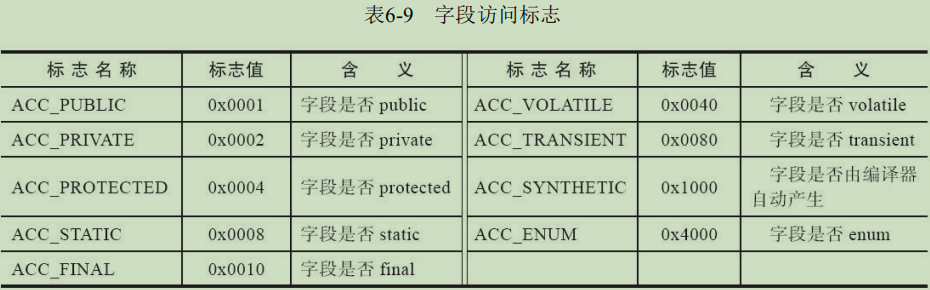 表6-9 字段访问标志
标志名称 标志值 含 义 标志名称 标志值 含 义
ACC_PUBLIC 0x0001 字段是否 public ACC_VOLATILE 0x0040 字段是否 volatile
ACC_PRIVATE 0x0002 字段是否 private ACC_TRANSIENT 0x0080 字段是否 transient
ACC_PROTECTED 0x0004 字段是否 protected ACC_SYNTHETIC 0x1000 字段是否由编译器
自动产生
ACC_STATIC 0x0008 字段是否 static ACC_ENUM 0x4000 字段是否 enum
ACC_FINAL 0x0010 字段是否 final